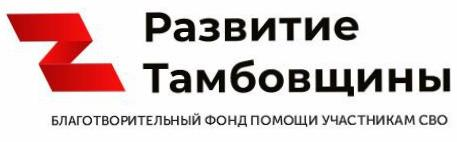 Развитие
Тамбовщины
БЛАГОТВОРИТЕЛЬНЫЙ ФОНД ПОМОЩИ УЧАСТНИКАМ СВО